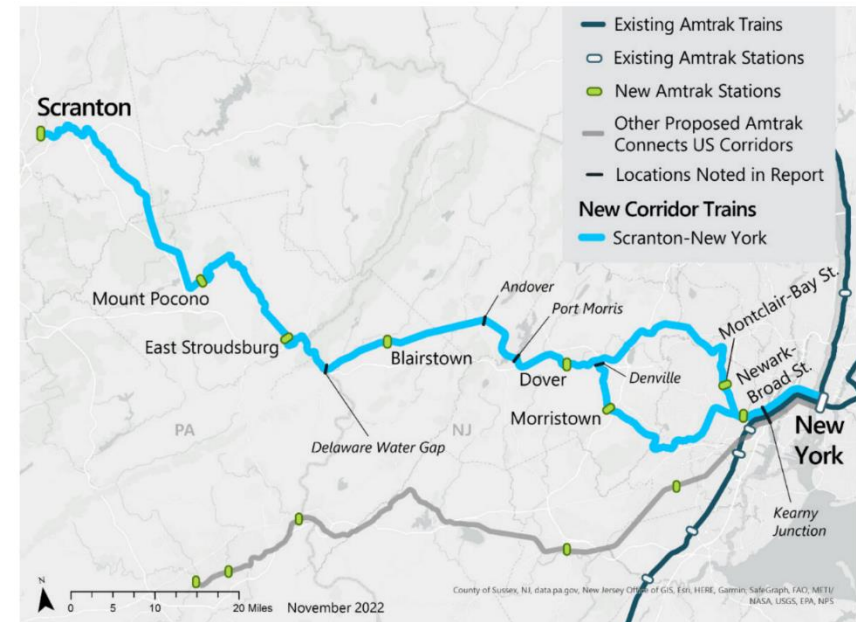 Existing Amtrak Trains
Existing Amtrak Stations
New Amtrak Stations
Other Proposed Amtrak
Connects US Corridors
Locations Noted in Report
New Corridor Trains
Scranton-New York
Scranton
Mount Pocono
East Stroudsburg
Delaware Water Gap
Blairstown
Andover
Port Morris
Dover
Denville
Morristown
Montclair-Bay St.
Newark-
Broad St.
New
York
Kearny
Junction
PA
NJ
N
0 5 10 20 Miles
November 2022
County of Sussex, NJ, data.pa.gov, New Jersey Office of GIS, Esri, HERE, Garmin, SafeGraph, FAO, METI/
NASA, USGS, EPA, NPS